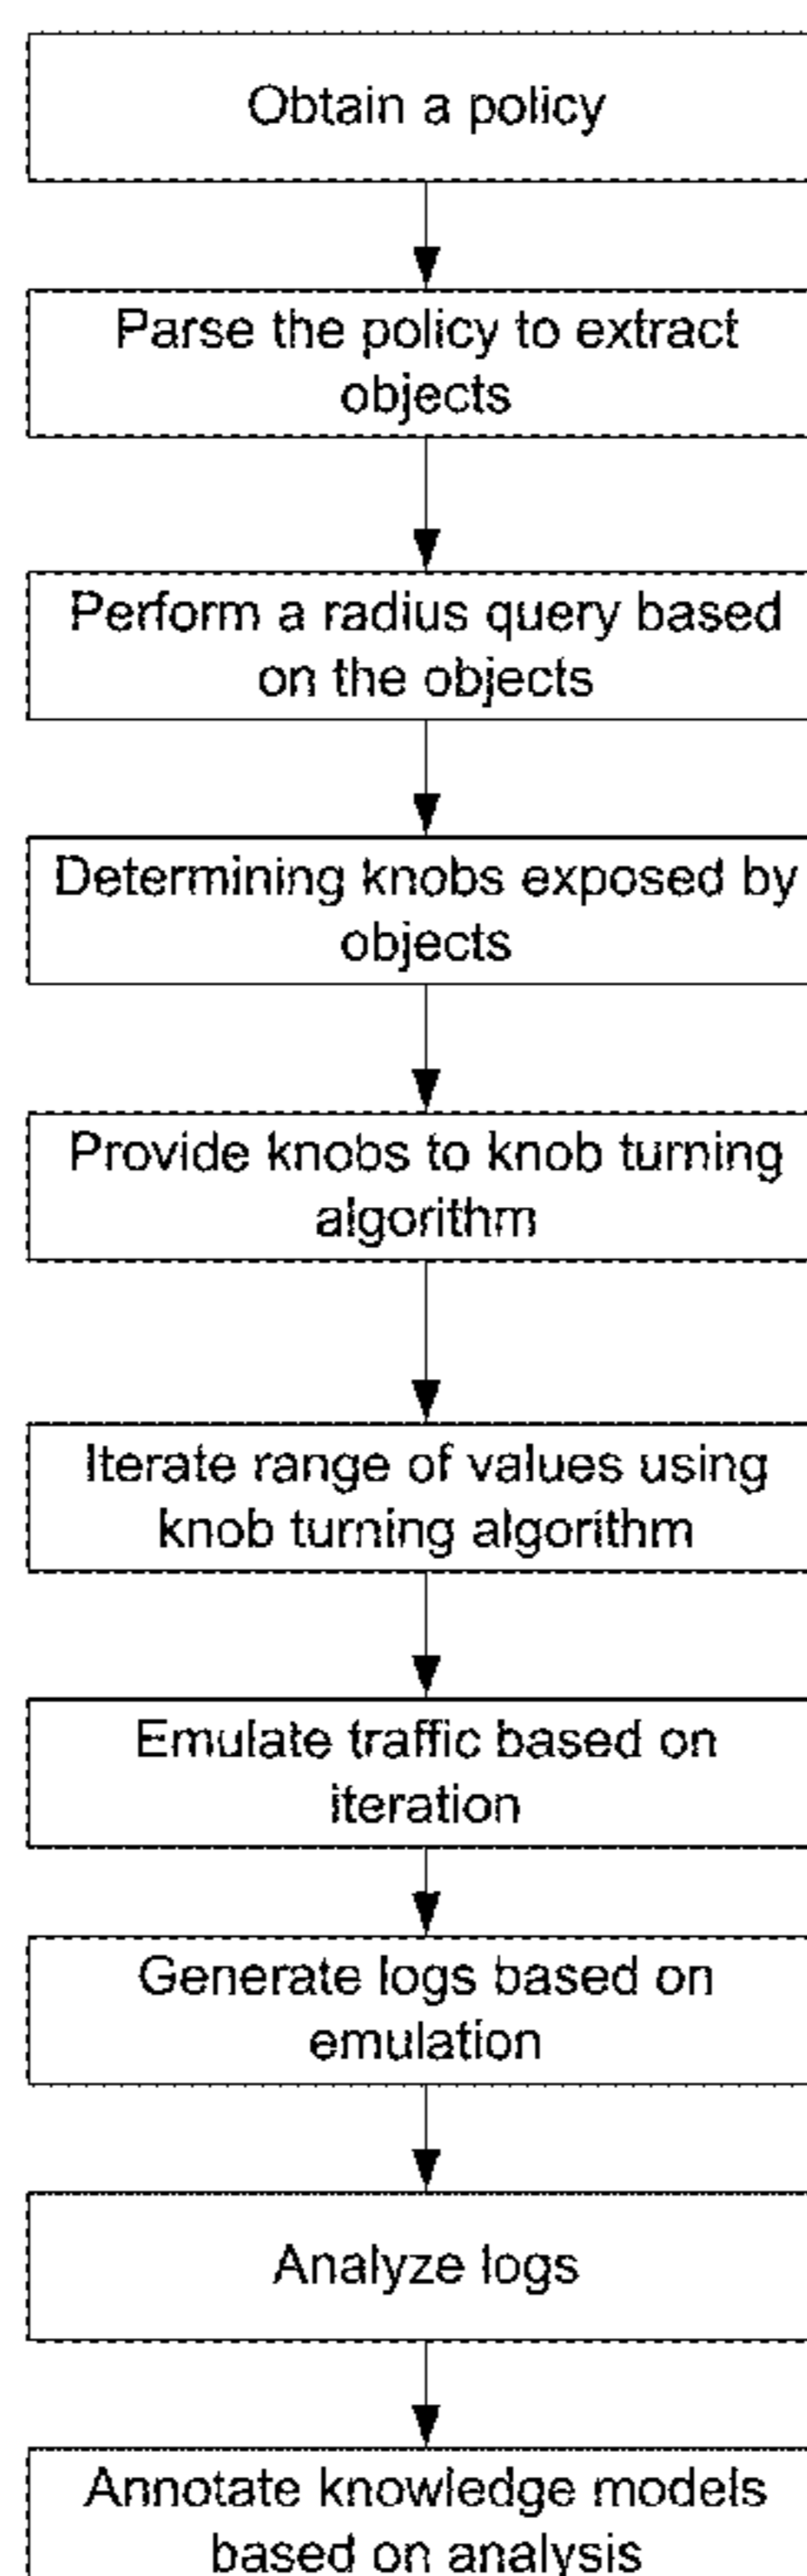 Obtain a policy
Parse the policy to extract
objects
Perform a radius query based
on the objects
Determining knobs exposed by
objects
Provide knobs to knob turning
algorithm
Iterate range of values using
knob turning algorithm
Emulate traffic based on
iteration
Generate logs based on
emulation
Analyze logs
Annotate knowledge models
based on analysis